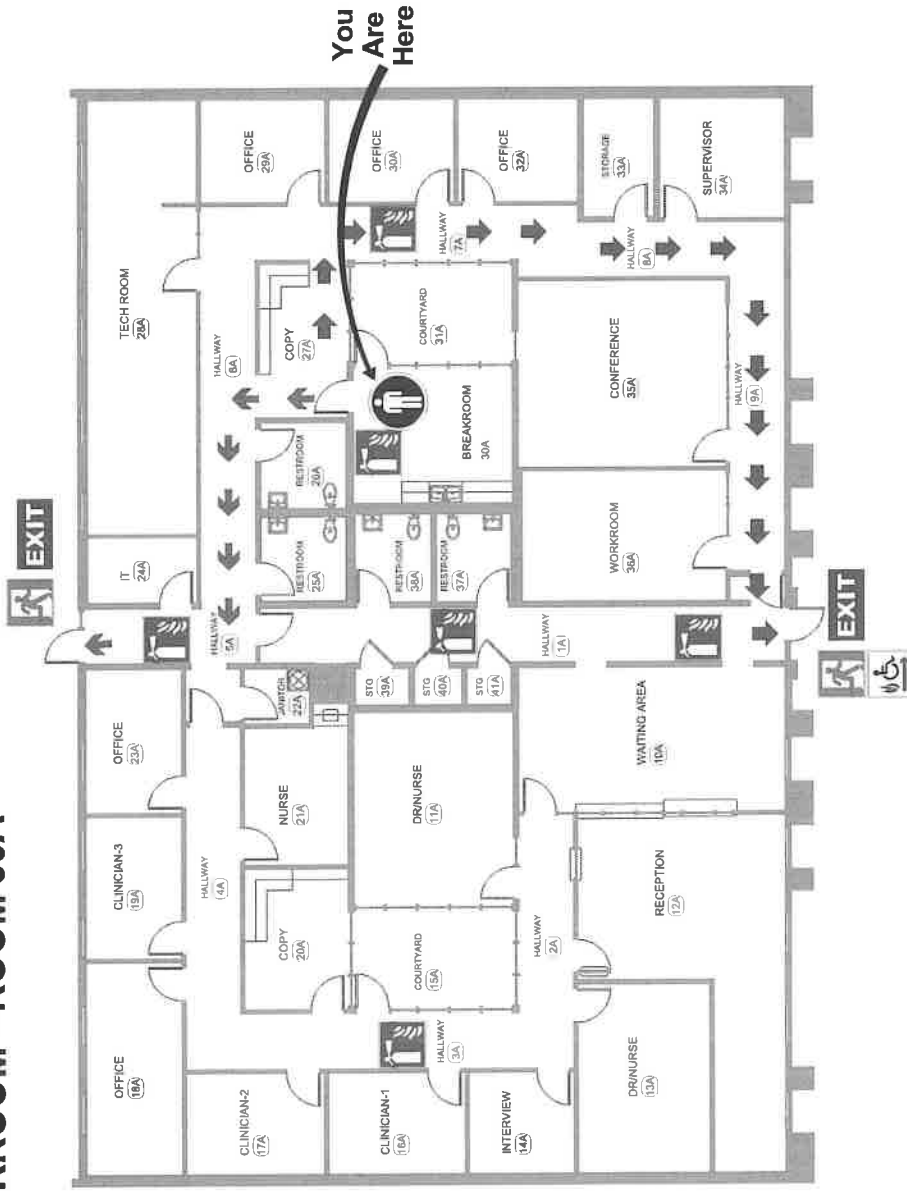 ROOM
EXIT
You
Are
Here
OFFICE
18A
CLINICIAN-3
19A
OFFICE
23A
IT
24A
TECH ROOM
28A
OFFICE
29A
HALLWAY
4A
HALLWAY
5A
HALLWAY
6A
CLINICIAN-2
17A
COPY
20A
NURSE
21A
JANITOR
22A
RESTROOM
25A
RESTROOM
26A
COPY
27A
OFFICE
30A
CLINICIAN-1
16A
HALLWAY
3A
COURTYARD
15A
DR/NURSE
11A
STG
39A
STG
40A
STG
41A
RESTROOM
38A
RESTROOM
37A
BREAKROOM
30A
COURTYARD
31A
HALLWAY
7A
OFFICE
32A
INTERVIEW
14A
HALLWAY
2A
HALLWAY
1A
STORAGE
33A
HALLWAY
8A
DR/NURSE
13A
RECEPTION
12A
WAITING AREA
10A
WORKROOM
36A
CONFERENCE
35A
SUPERVISOR
34A
HALLWAY
9A
EXIT